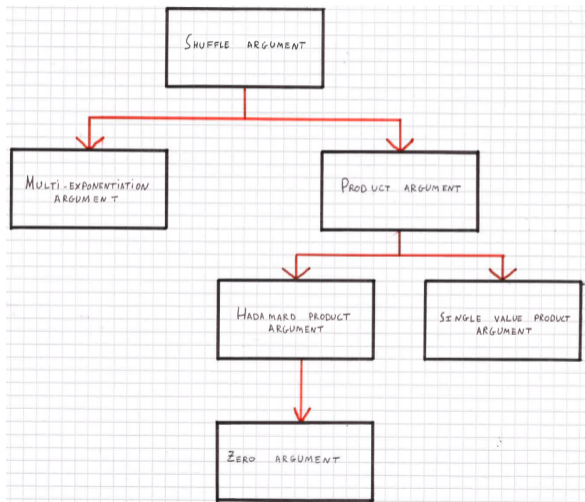 SHUFFLE ARGUMENT
MULTI-EXPONENTIATION
ARGUMENT
PRODUCT ARGUMENT
HADAMARD PRODUCT
ARGUMENT
SINGLE VALUE PRODUCT
ARGUMENT
ZERO ARGUMENT